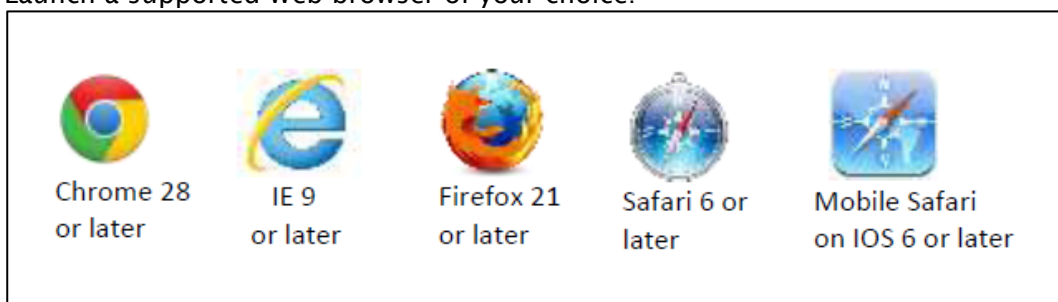 Launch a supported web browser of your choice.
Chrome 28
or later
IE 9
or later
Firefox 21
or later
Safari 6 or
later
Mobile Safari
on IOS 6 or later